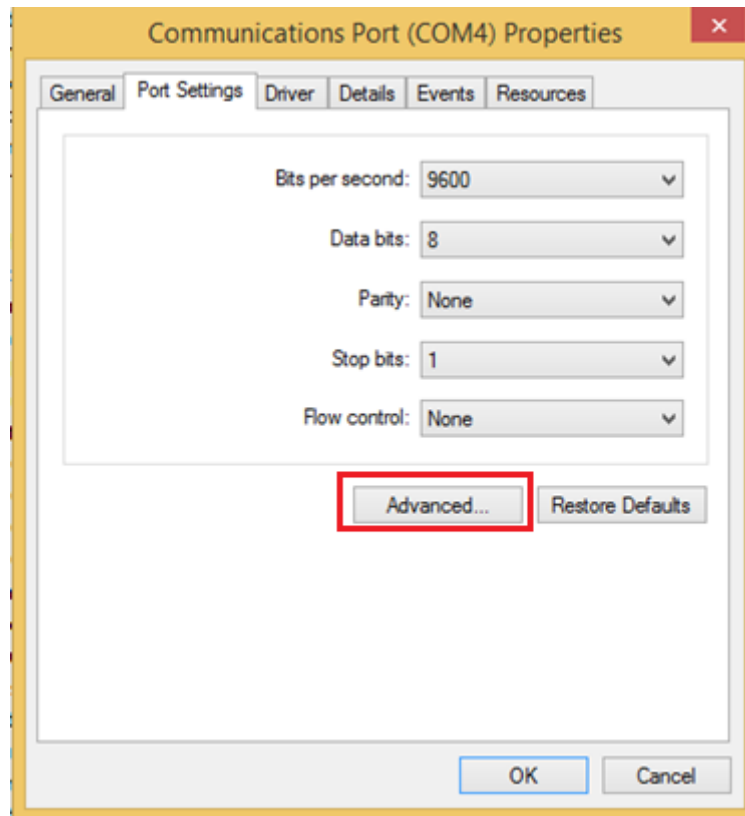 Communications Port (COM4) Properties
General Port Settings Driver Details Events Resources
Bits per second: 9600
Data bits: 8
Parity: None
Stop bits: 1
Flow control: None
Advanced... Restore Defaults
OK Cancel